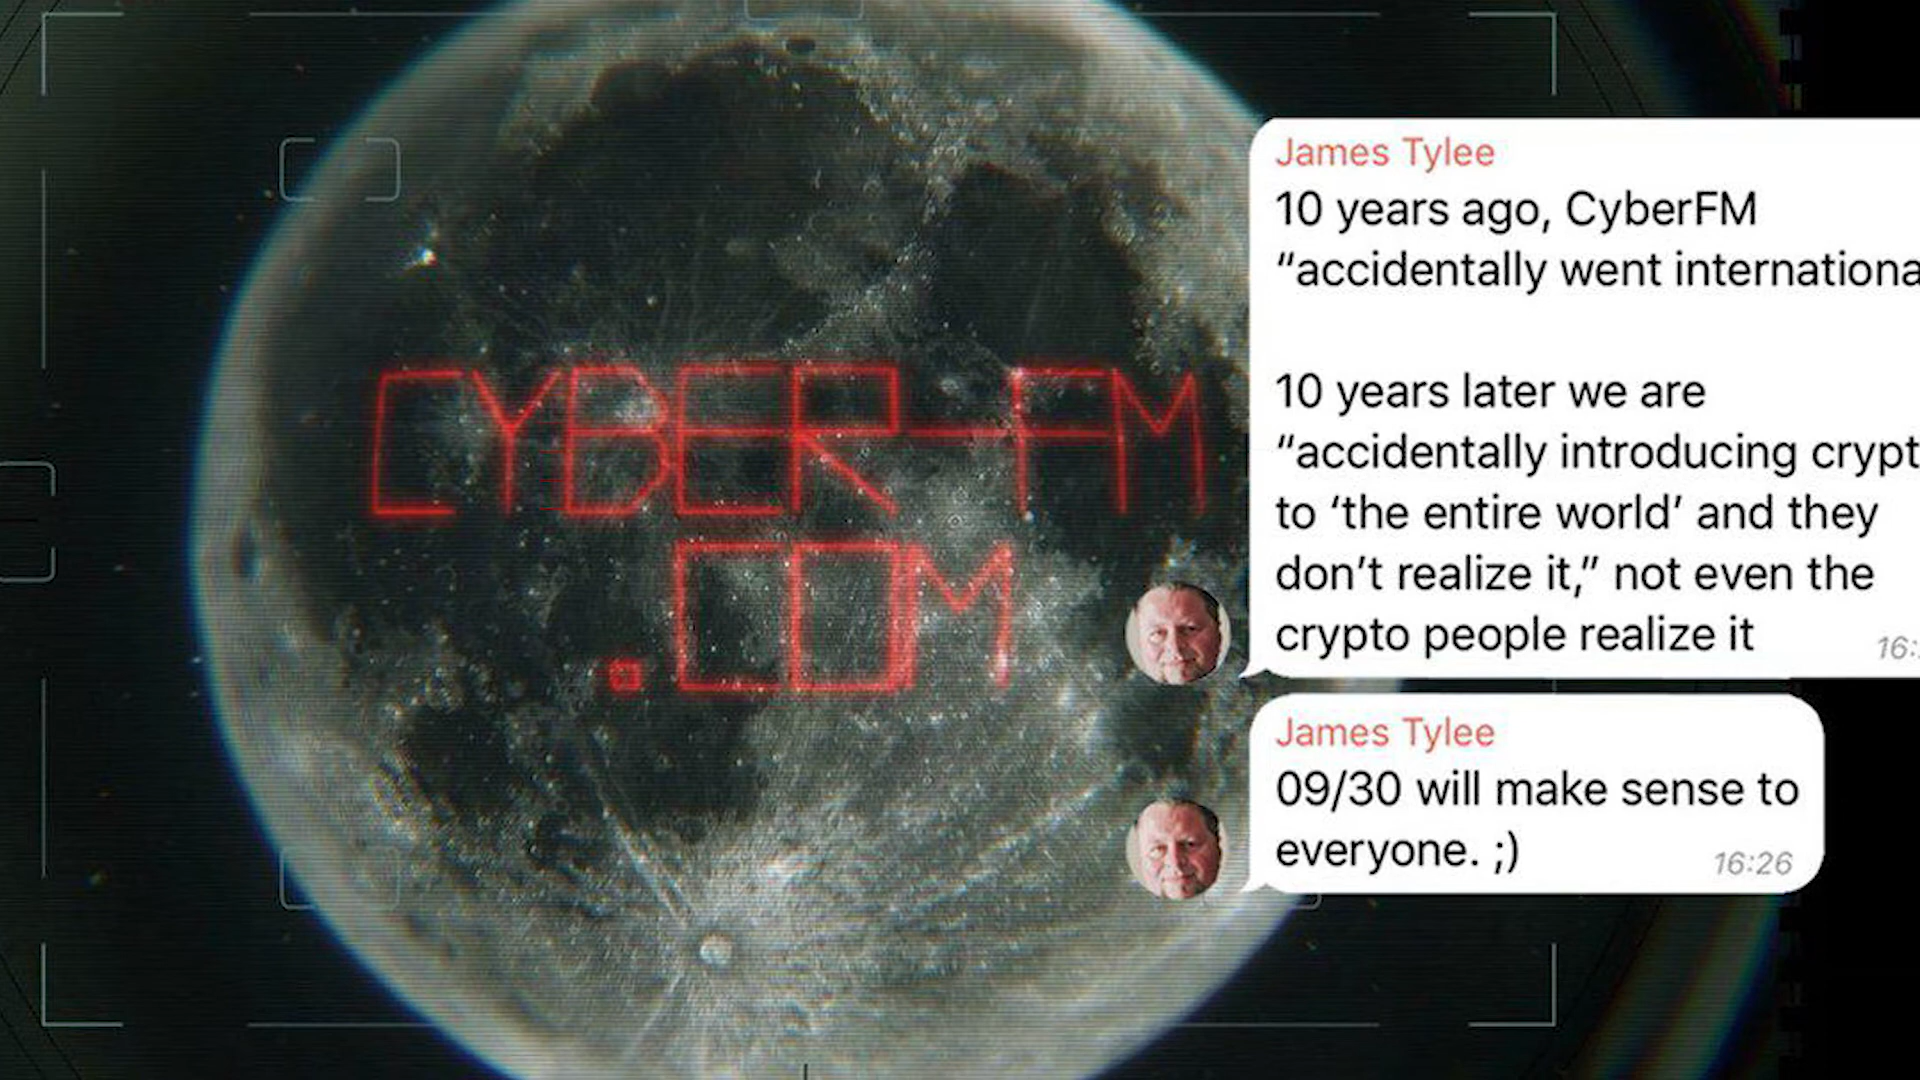 CYBER-FM
.COM
James Tylee
10 years ago, CyberFM
“accidentally went internationa
10 years later we are
“accidentally introducing crypt
to ‘the entire world’ and they
don’t realize it,” not even the
crypto people realize it
16:
James Tylee
09/30 will make sense to
everyone. ;)
16:26